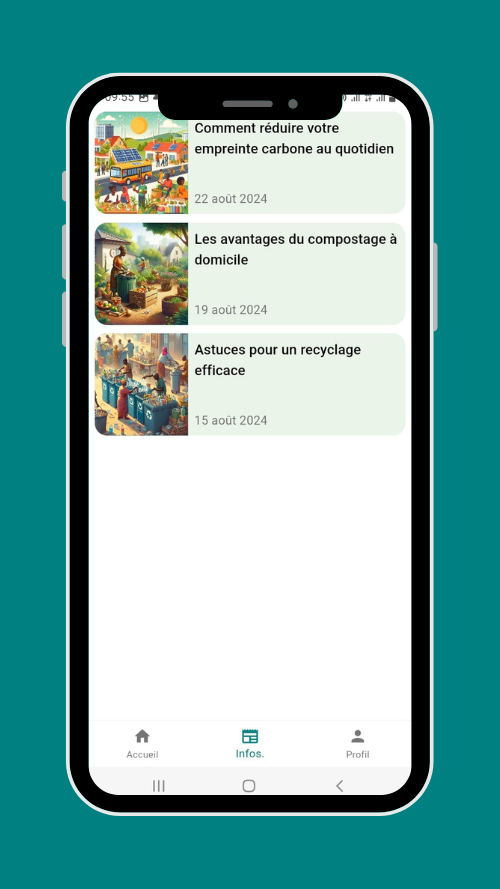 09:55
Comment réduire votre
empreinte carbone au quotidien
22 août 2024
Les avantages du compostage à
domicile
19 août 2024
Astuces pour un recyclage
efficace
15 août 2024
Accueil
Infos.
Profil